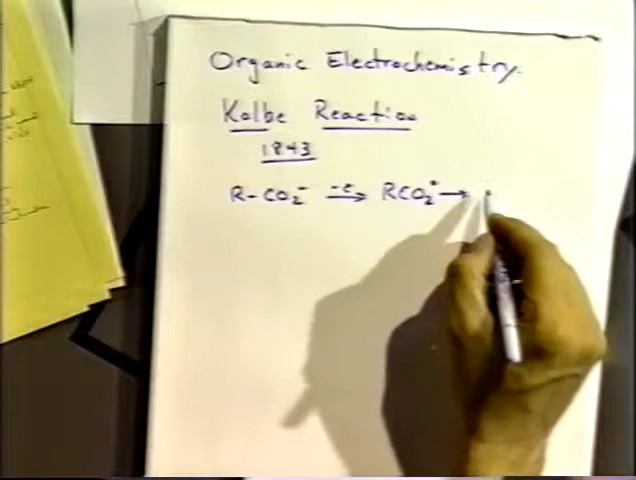 Organic Electrochemistry.
Kolbe Reaction
1843
R-CO₂⁻ -e⟶ RCO₂• →